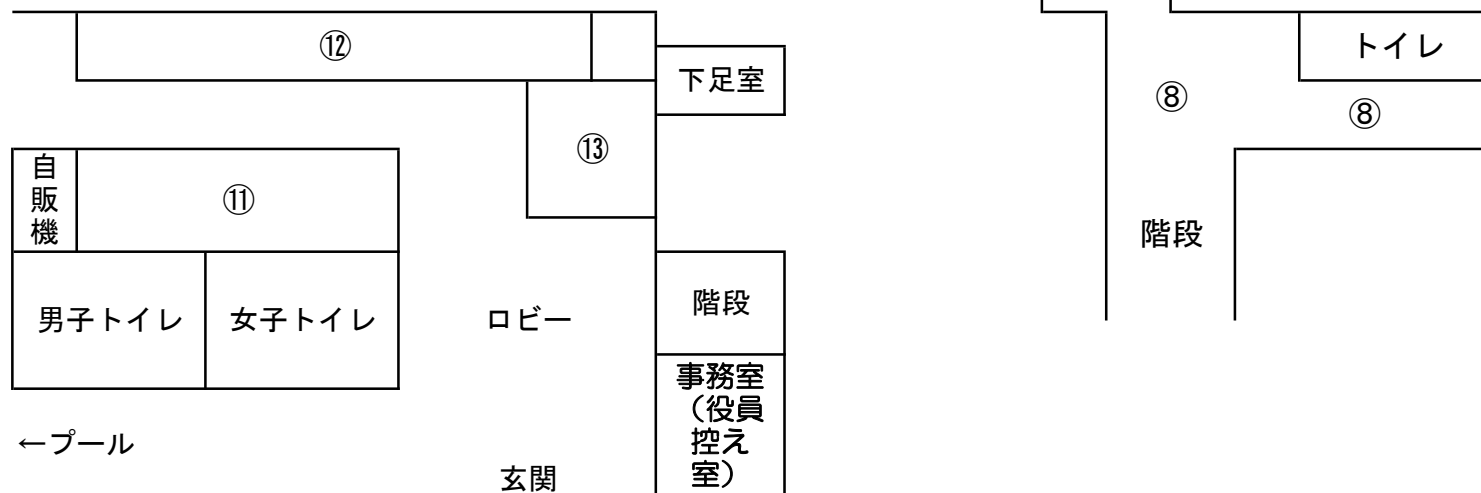 ⑫
トイレ
下足室
⑧
⑧
⑬
自
販
機
⑪
階段
男子トイレ
女子トイレ
ロビー
階段
事務室
（役員
控え
室）
←プール
玄関